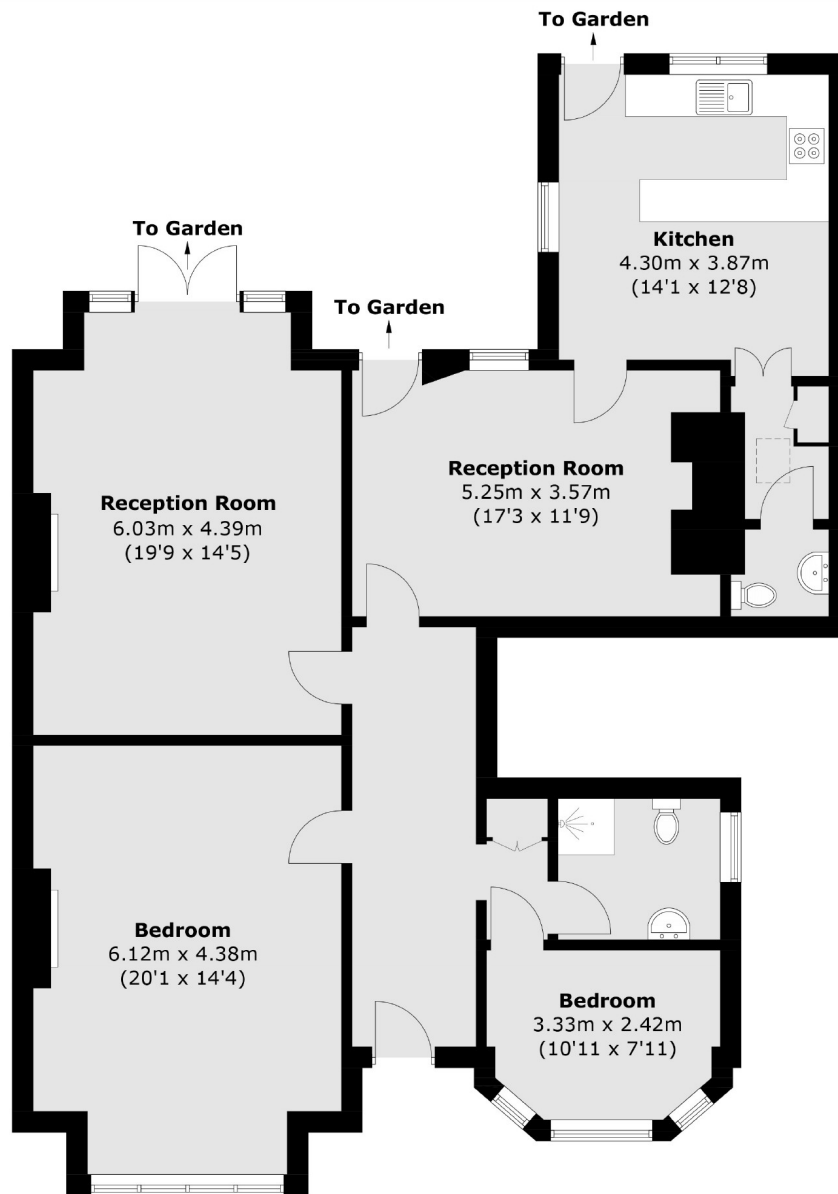 To Garden
To Garden
To Garden
Kitchen
4.30m x 3.87m
(14'1 x 12'8)
Reception Room
6.03m x 4.39m
(19'9 x 14'5)
Reception Room
5.25m x 3.57m
(17'3 x 11'9)
Bedroom
6.12m x 4.38m
(20'1 x 14'4)
Bedroom
3.33m x 2.42m
(10'11 x 7'11)